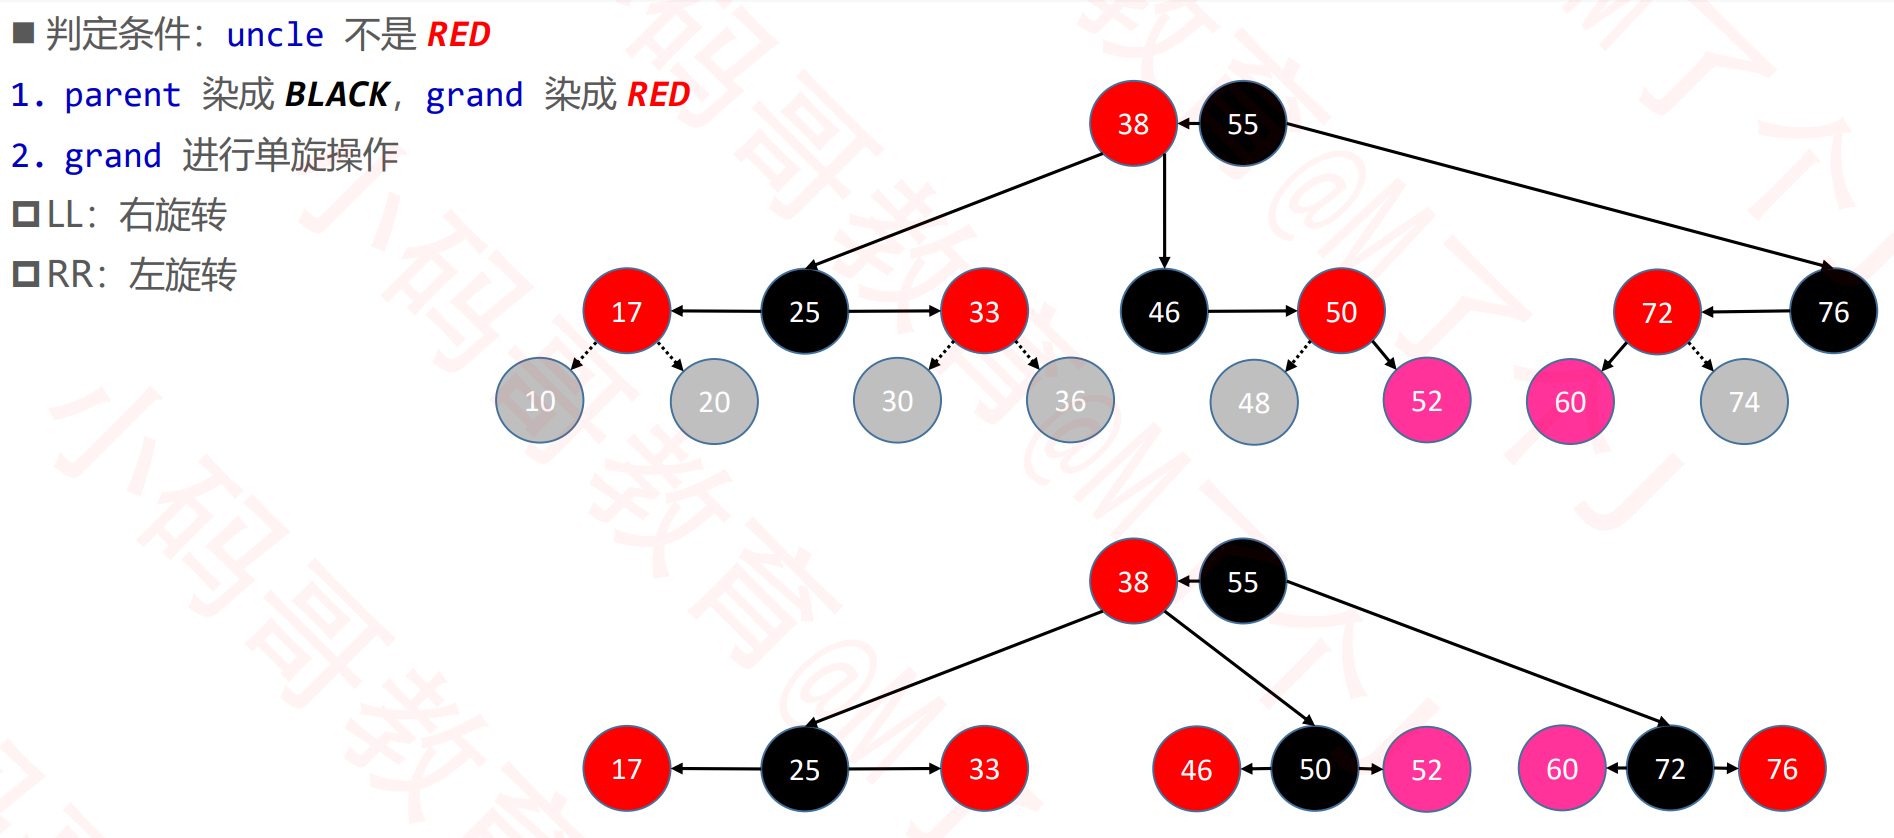 判定条件：uncle 不是 RED
1. parent 染成 BLACK, grand 染成 RED
2. grand 进行单旋操作
LL：右旋转
RR：左旋转
38 55
17 25 33 46 50 72 76
10 20 30 36 48 52 60 74
38 55
17 25 33 46 50 52 60 72 76
小码哥教育@M了个J